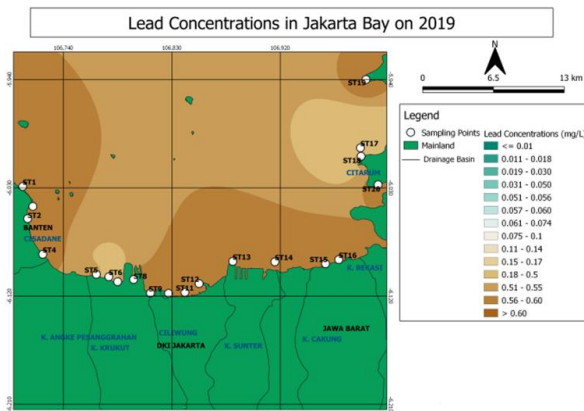 Lead Concentrations in Jakarta Bay on 2019
106.740 106.830 106.920
-5.940
-5.940
-6.030
-6.030
-6.120
-6.120
-6.210
-6.210
ST19
ST17
ST18
CITARUM
ST20
ST1
ST2
BANTEN
CISADANE
ST4
ST5
ST6
ST8
ST9
ST11
ST12
ST13
ST14
ST15
ST16
K. BEKASI
K. ANGKE PESANGGRAHAN
K. KRUKUT
CILIWUNG
DKI JAKARTA
K. SUNTER
JAWA BARAT
K. CAKUNG
N
0 6.5 13 km
Legend
Sampling Points
Mainland
Drainage Basin
Lead Concentrations (mg/L)
<= 0.01
0.011 - 0.018
0.019 - 0.030
0.031 - 0.050
0.051 - 0.056
0.057 - 0.060
0.061 - 0.074
0.075 - 0.1
0.11 - 0.14
0.15 - 0.17
0.18 - 0.5
0.51 - 0.55
0.56 - 0.60
> 0.60